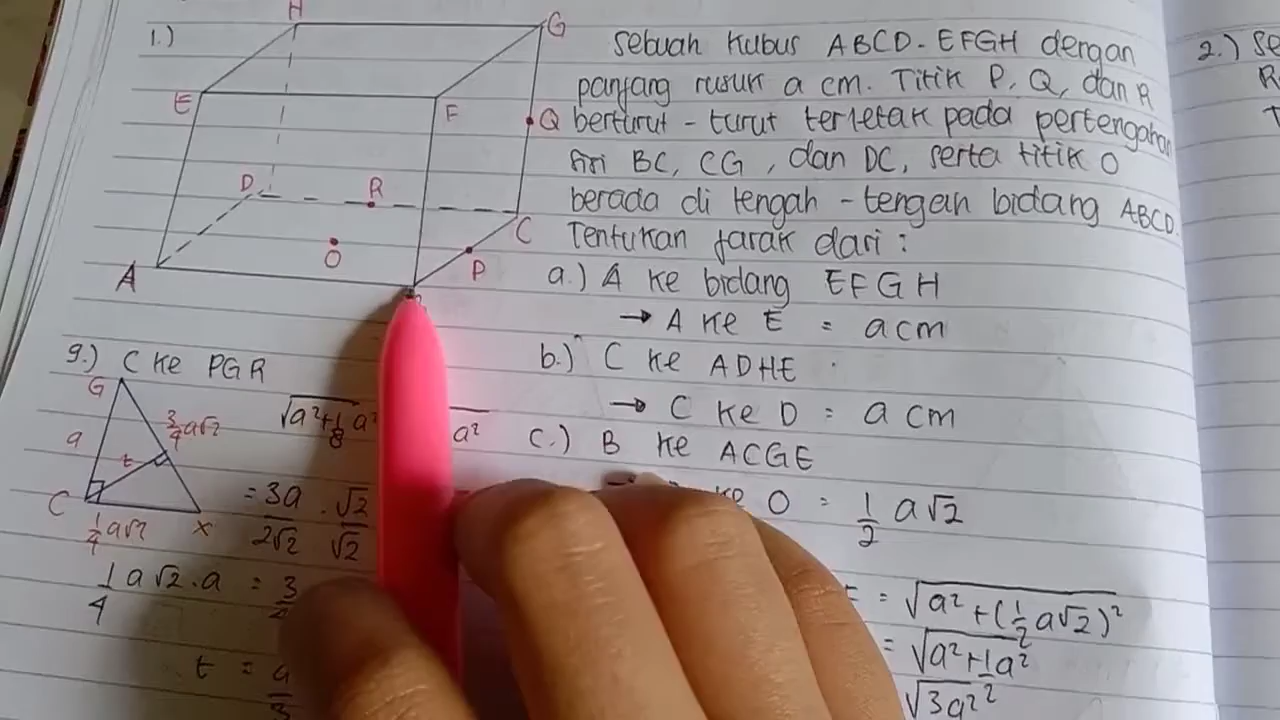 1.)
H
G
E
F
Q
D
R
C
O
P
A
Sebuah kubus ABCD-EFGH dengan
panjang rusuk a cm. Titik P, Q, dan R
berturut-turut terletak pada pertengahan
BC, CG, dan DC, serta titik O
berada di tengah-tengah bidang ABCD.
Tentukan jarak dari:
a.) A ke bidang EFGH
→ A ke E = a cm
b.) C ke ADHE
→ C ke D = a cm
c.) B ke ACGE
ke O = 1/2 a√2
= √a² + (1/2 a√2)²
= √a² + 1/2 a²
√3a²/2
g.) C ke PGR
G
a
3/4 a√2
t
C
1/4 a√2
x
√a² + 1/8 a²
a²
= 3a/2√2 . √2/√2
1/4 a√2 . a = 3
t = a/3
2.) Se
R
T